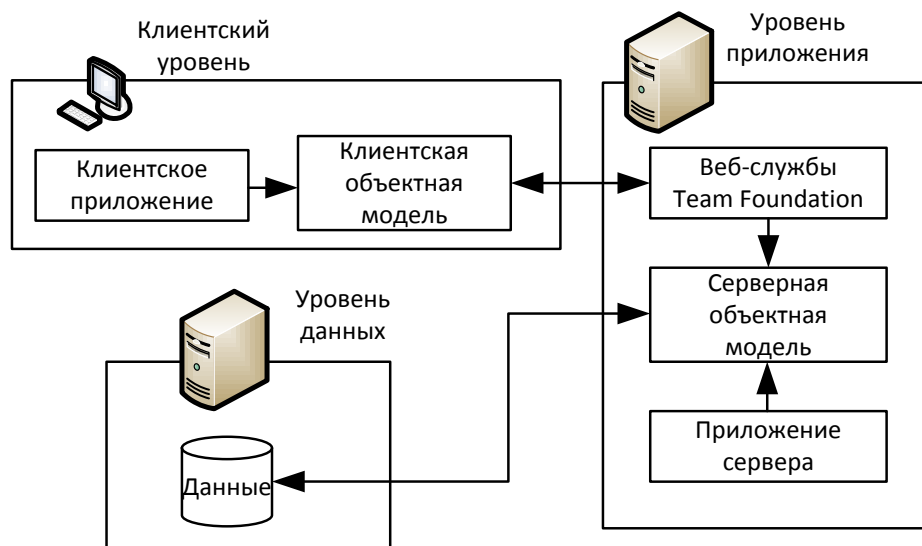 Клиентский
уровень
Клиентское
приложение
Клиентская
объектная
модель
Уровень
приложения
Веб-службы
Team Foundation
Серверная
объектная
модель
Приложение
сервера
Уровень
данных
Данные